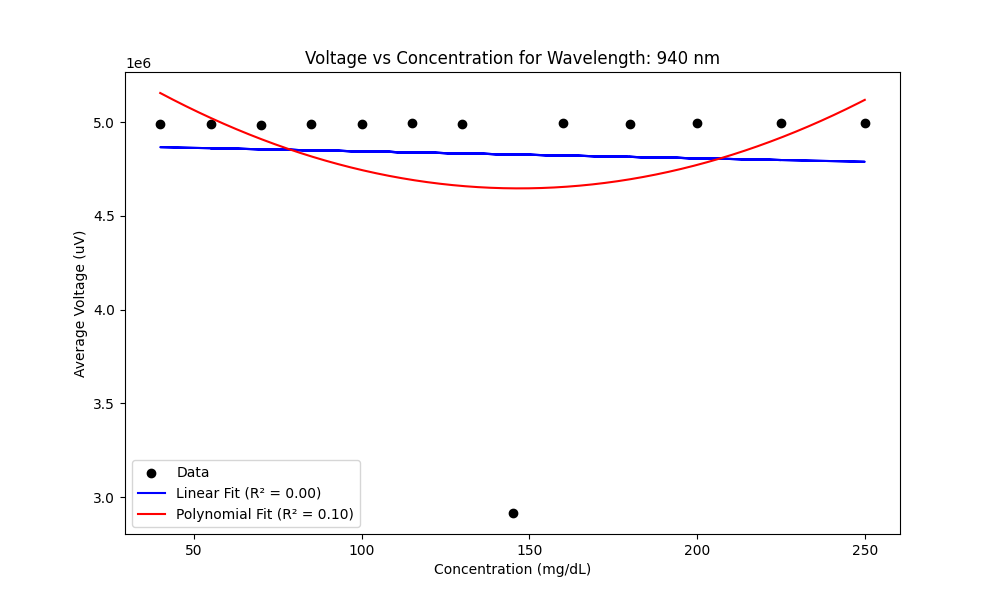 Voltage vs Concentration for Wavelength: 940 nm
1e6
5.0
4.5
4.0
3.5
3.0
Average Voltage (uV)
Data
Linear Fit (R² = 0.00)
Polynomial Fit (R² = 0.10)
50 100 150 200 250
Concentration (mg/dL)